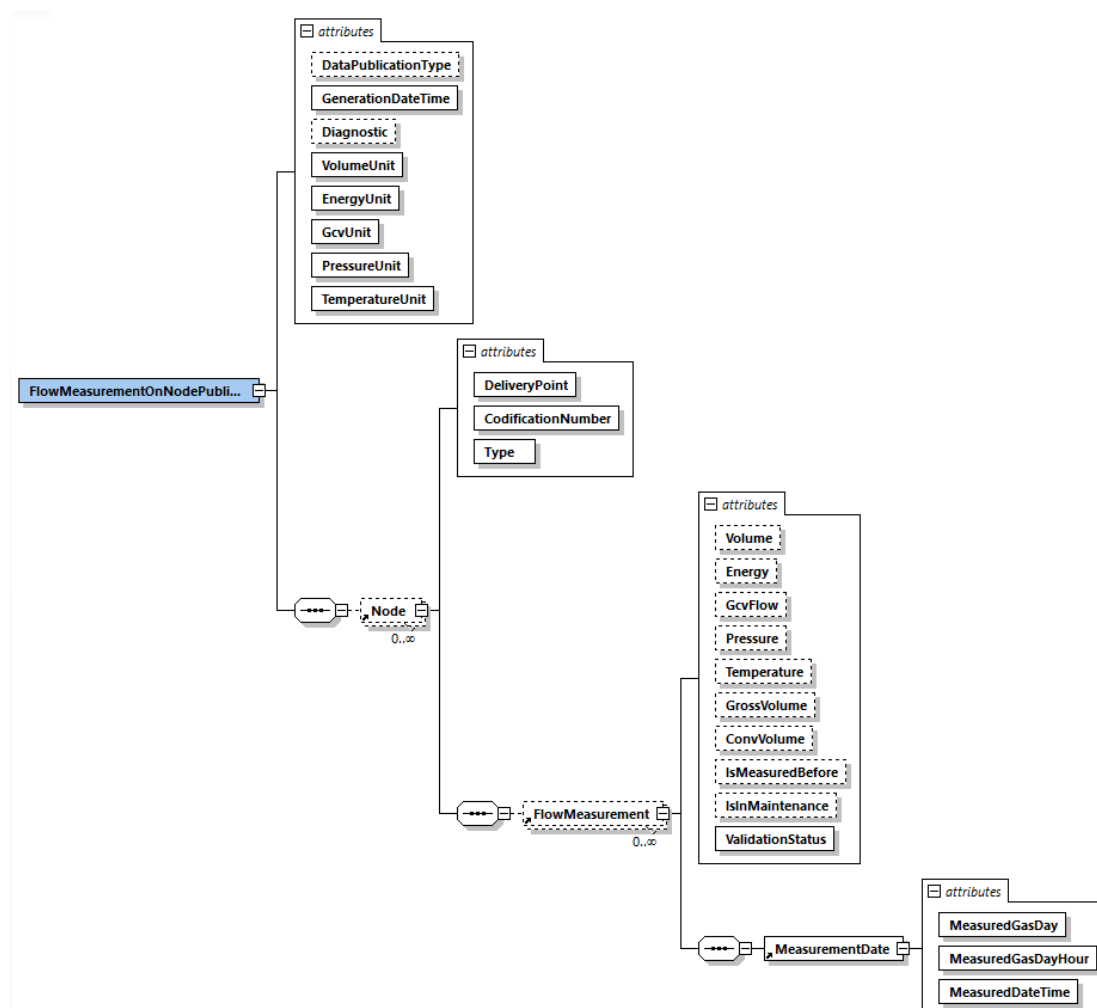 attributes
DataPublicationType
GenerationDateTime
Diagnostic
VolumeUnit
EnergyUnit
GcvUnit
PressureUnit
TemperatureUnit
attributes
DeliveryPoint
FlowMeasurementOnNodePubli...
CodificationNumber
Type
attributes
Volume
Energy
GcvFlow
Node
0..∞
Pressure
Temperature
GrossVolume
ConvVolume
IsMeasuredBefore
IsInMaintenance
FlowMeasurement
0..∞
ValidationStatus
attributes
MeasuredGasDay
MeasurementDate
MeasuredGasDayHour
MeasuredDateTime